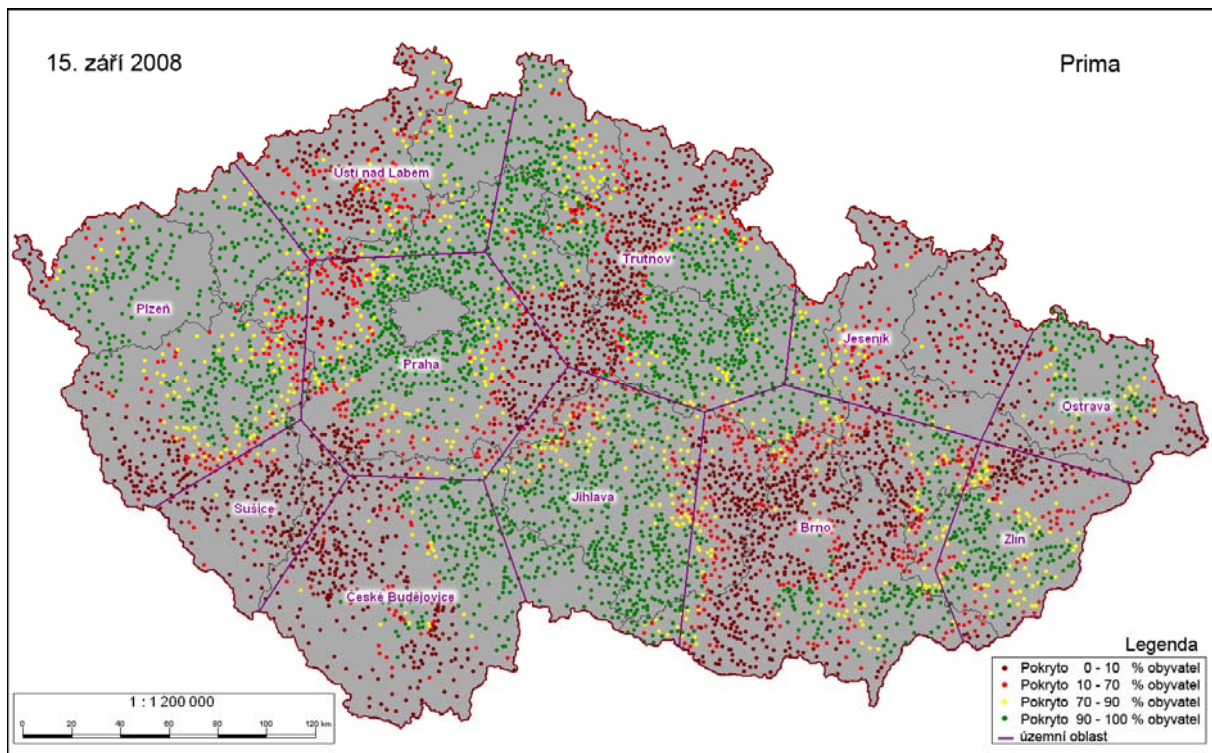 15. září 2008
Prima
Ústí nad Labem
Trutnov
Plzeň
Jeseník
Praha
Ostrava
Sušice
Jihlava
Brno
Zlín
České Budějovice
Legenda
Pokryto 0 - 10 % obyvatel
Pokryto 10 - 70 % obyvatel
Pokryto 70 - 90 % obyvatel
Pokryto 90 - 100 % obyvatel
územní oblast
1 : 1 200 000
0 20 40 60 80 100 120 km